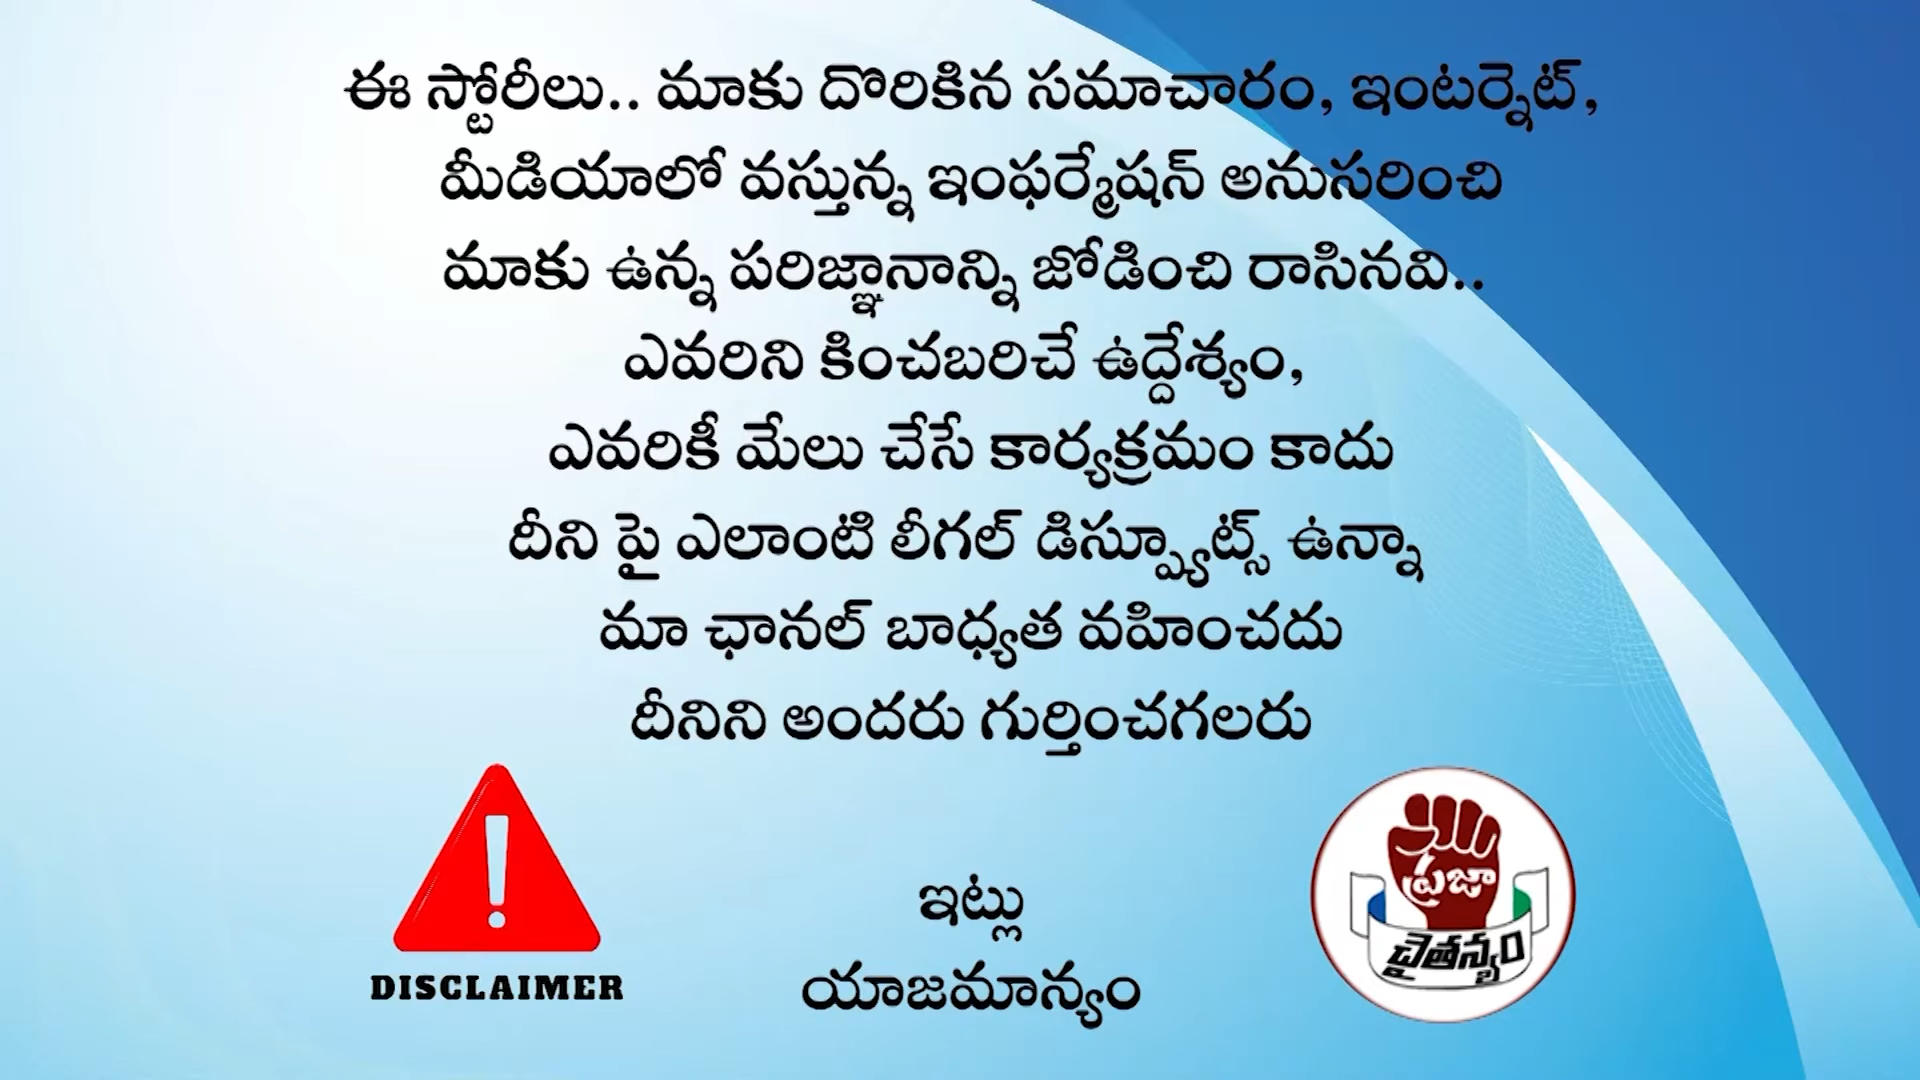 ఈ స్టోరీలు.. మాకు దొరికిన సమాచారం, ఇంటర్నెట్,
మీడియాలో వస్తున్న ఇంఫర్మేషన్ అనుసరించి
మాకు ఉన్న పరిజ్ఞానాన్ని జోడించి రాసినవి..
ఎవరిని కించబరిచే ఉద్దేశ్యం,
ఎవరికీ మేలు చేసే కార్యక్రమం కాదు
దీని పై ఎలాంటి లీగల్ డిస్ప్యూట్స్ ఉన్నా
మా ఛానల్ బాధ్యత వహించదు
దీనిని అందరు గుర్తించగలరు
ఇట్లు
యాజమాన్యం
DISCLAIMER
ప్రజా
చైతన్యం